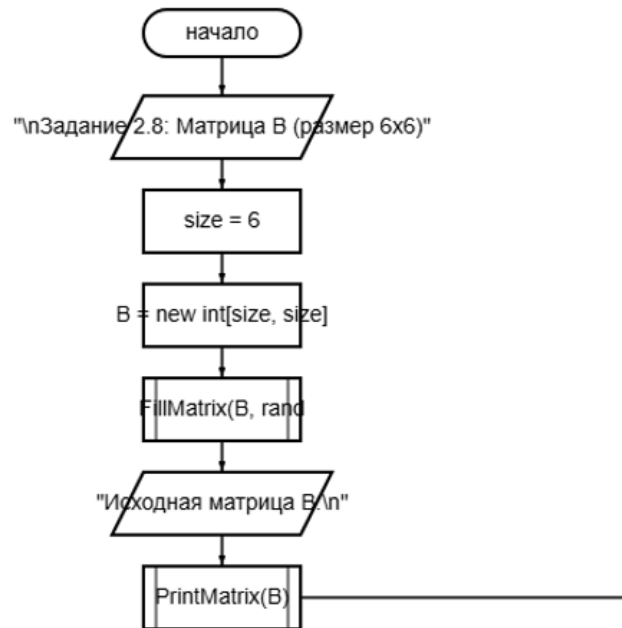 начало
"\nЗадание 2.8: Матрица B (размер 6x6)"
size = 6
B = new int[size, size]
FillMatrix(B, rand
"Исходная матрица B:\n"
PrintMatrix(B)